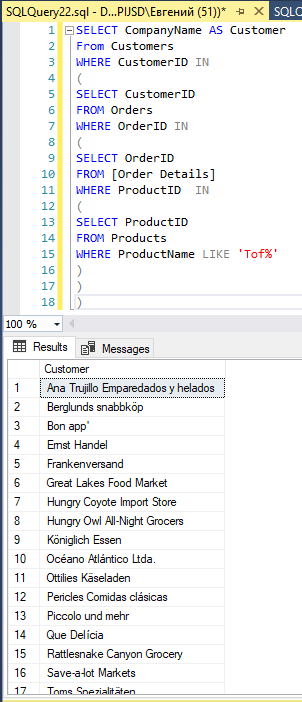 SQLQuery22.sql - D...PIJSD\Евгений (51))*
SQLQ
1 SELECT CompanyName AS Customer
2 From Customers
3 WHERE CustomerID IN
4 (
5 SELECT CustomerID
6 FROM Orders
7 WHERE OrderID IN
8 (
9 SELECT OrderID
10 FROM [Order Details]
11 WHERE ProductID IN
12 (
13 SELECT ProductID
14 FROM Products
15 WHERE ProductName LIKE 'Tof%'
16 )
17 )
18 )
100 %
Results Messages
Customer
1 Ana Trujillo Emparedados y helados
2 Berglunds snabbköp
3 Bon app'
4 Ernst Handel
5 Frankenversand
6 Great Lakes Food Market
7 Hungry Coyote Import Store
8 Hungry Owl All-Night Grocers
9 Königlich Essen
10 Océano Atlántico Ltda.
11 Ottilies Käseladen
12 Pericles Comidas clásicas
13 Piccolo und mehr
14 Que Delícia
15 Rattlesnake Canyon Grocery
16 Save-a-lot Markets
17 Toms Spezialitäten